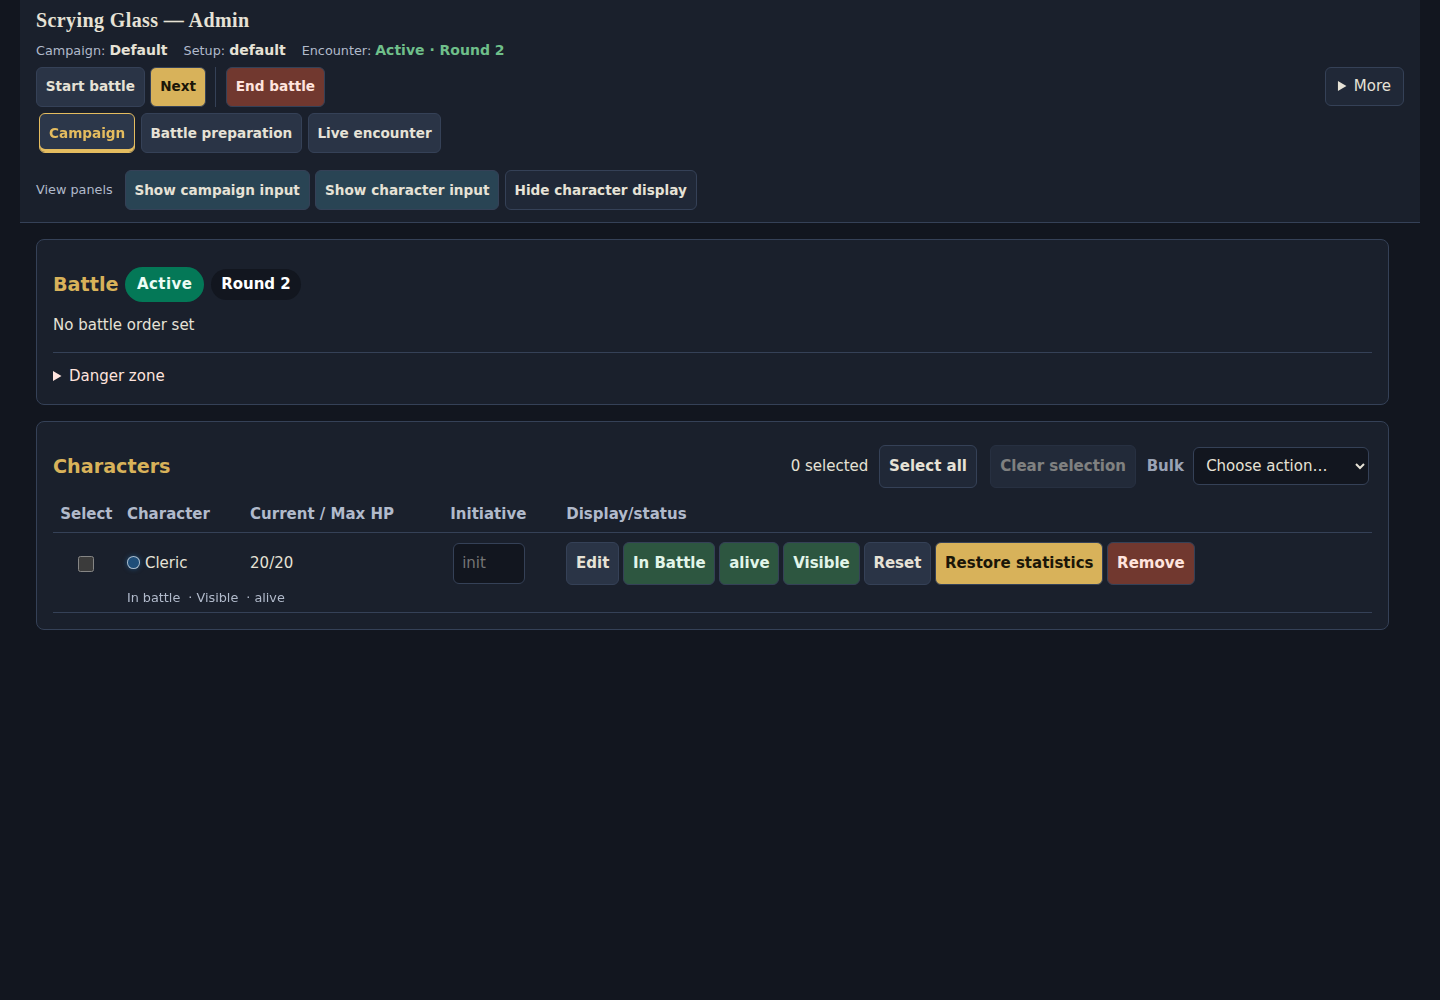 Scrying Glass — Admin
Campaign: Default Setup: default Encounter: Active · Round 2
Start battle Next End battle More
Campaign Battle preparation Live encounter
View panels Show campaign input Show character input Hide character display
Battle Active Round 2
No battle order set
Danger zone
Characters 0 selected Select all Clear selection Bulk Choose action…
Select Character Current / Max HP Initiative Display/status
Cleric 20/20 init Edit In Battle alive Visible Reset Restore statistics Remove
In battle · Visible · alive